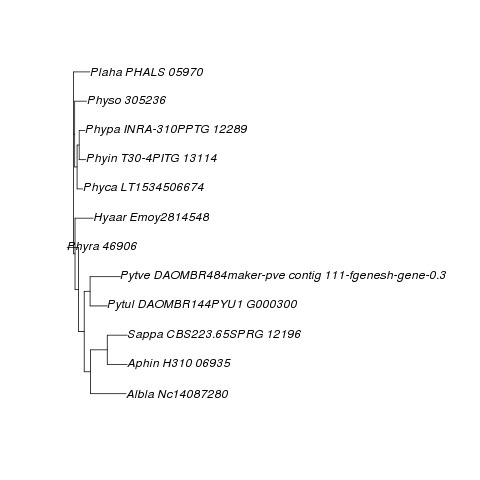 Plaha PHALS 05970
Physo 305236
Phypa INRA-310PPTG 12289
Phyin T30-4PITG 13114
Phyca LT1534506674
Hyaar Emoy2814548
Phyra 46906
Pytve DAOMBR484maker-pve contig 111-fgenesh-gene-0.3
Pytul DAOMBR144PYU1 G000300
Sappa CBS223.65SPRG 12196
Aphin H310 06935
Albla Nc14087280